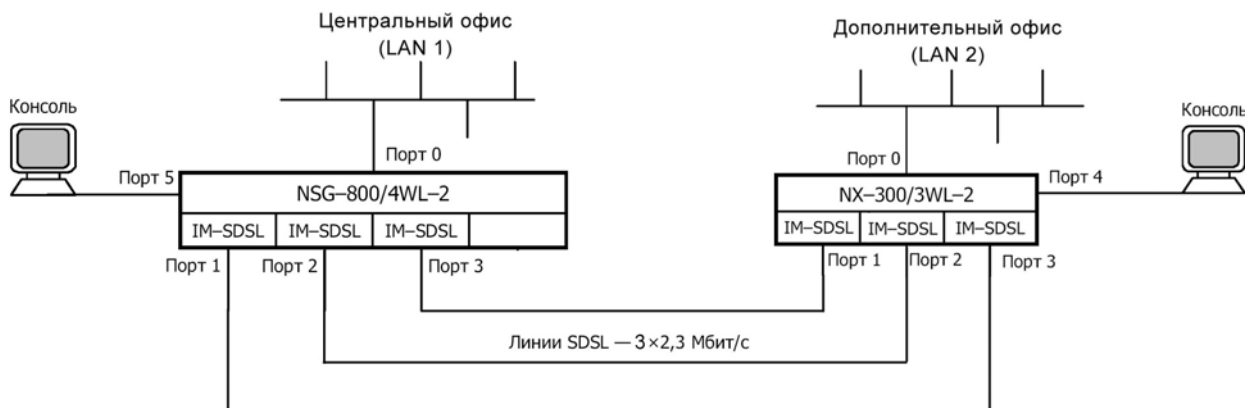 Центральный офис
(LAN 1)
Дополнительный офис
(LAN 2)
Консоль
Консоль
Порт 0
Порт 0
Порт 5
NSG–800/4WL–2
NX–300/3WL–2
Порт 4
IM–SDSL IM–SDSL IM–SDSL
IM–SDSL IM–SDSL IM–SDSL
Порт 1 Порт 2 Порт 3
Порт 1 Порт 2 Порт 3
Линии SDSL — 3×2,3 Мбит/с